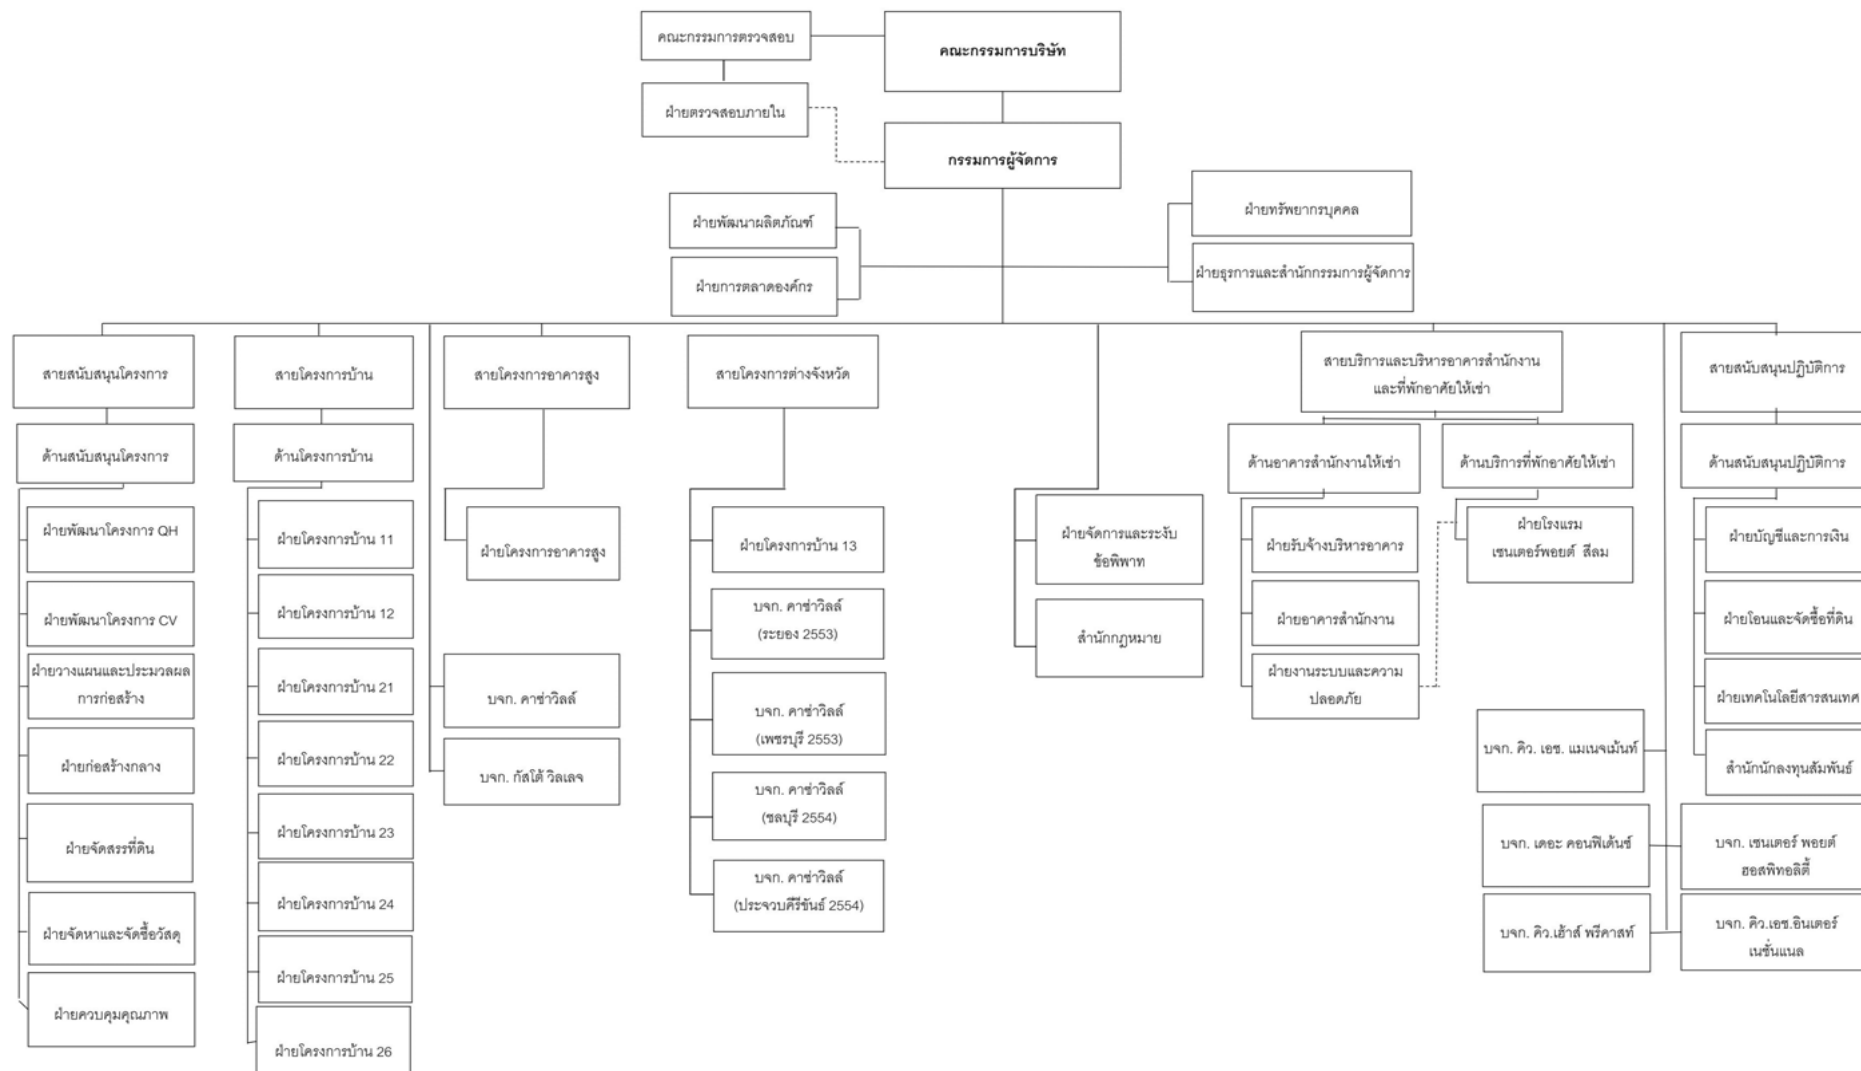 คณะกรรมการตรวจสอบ
คณะกรรมการบริษัท
ฝ่ายตรวจสอบภายใน
กรรมการผู้จัดการ
ฝ่ายพัฒนาผลิตภัณฑ์
ฝ่ายทรัพยากรบุคคล
ฝ่ายการตลาดองค์กร
ฝ่ายธุรการและสำนักกรรมการผู้จัดการ
สายสนับสนุนโครงการ
สายโครงการบ้าน
สายโครงการอาคารสูง
สายโครงการต่างจังหวัด
สายบริการและบริหารอาคารสำนักงาน
และที่พักอาศัยให้เช่า
สายสนับสนุนปฏิบัติการ
ด้านสนับสนุนโครงการ
ด้านโครงการบ้าน
ด้านอาคารสำนักงานให้เช่า
ด้านบริการที่พักอาศัยให้เช่า
ด้านสนับสนุนปฏิบัติการ
ฝ่ายพัฒนาโครงการ QH
ฝ่ายพัฒนาโครงการ CV
ฝ่ายวางแผนและประมวลผล
การก่อสร้าง
ฝ่ายก่อสร้างกลาง
ฝ่ายจัดสรรที่ดิน
ฝ่ายจัดหาและจัดซื้อวัสดุ
ฝ่ายควบคุมคุณภาพ
ฝ่ายโครงการบ้าน 11
ฝ่ายโครงการบ้าน 12
ฝ่ายโครงการบ้าน 21
ฝ่ายโครงการบ้าน 22
ฝ่ายโครงการบ้าน 23
ฝ่ายโครงการบ้าน 24
ฝ่ายโครงการบ้าน 25
ฝ่ายโครงการบ้าน 26
ฝ่ายโครงการอาคารสูง
บจก. คาซ่าวิลล์
บจก. กัสโต้ วิลเลจ
ฝ่ายโครงการบ้าน 13
บจก. คาซ่าวิลล์
(ระยอง 2553)
บจก. คาซ่าวิลล์
(เพชรบุรี 2553)
บจก. คาซ่าวิลล์
(ชลบุรี 2554)
บจก. คาซ่าวิลล์
(ประจวบคีรีขันธ์ 2554)
ฝ่ายจัดการและระงับ
ข้อพิพาท
สำนักกฎหมาย
ฝ่ายรับจ้างบริหารอาคาร
ฝ่ายอาคารสำนักงาน
ฝ่ายงานระบบและความ
ปลอดภัย
ฝ่ายโรงแรม
เซนเตอร์พอยต์ สีลม
ฝ่ายบัญชีและการเงิน
ฝ่ายโอนและจัดซื้อที่ดิน
ฝ่ายเทคโนโลยีสารสนเทศ
สำนักนักลงทุนสัมพันธ์
บจก. คิว. เอช. แมเนจเม้นท์
บจก. เดอะ คอนฟิเด้นซ์
บจก. เซนเตอร์ พอยต์
ฮอสพิทอลิตี้
บจก. คิว.เฮ้าส์ พรีคาสท์
บจก. คิว.เอช.อินเตอร์
เนชั่นแนล